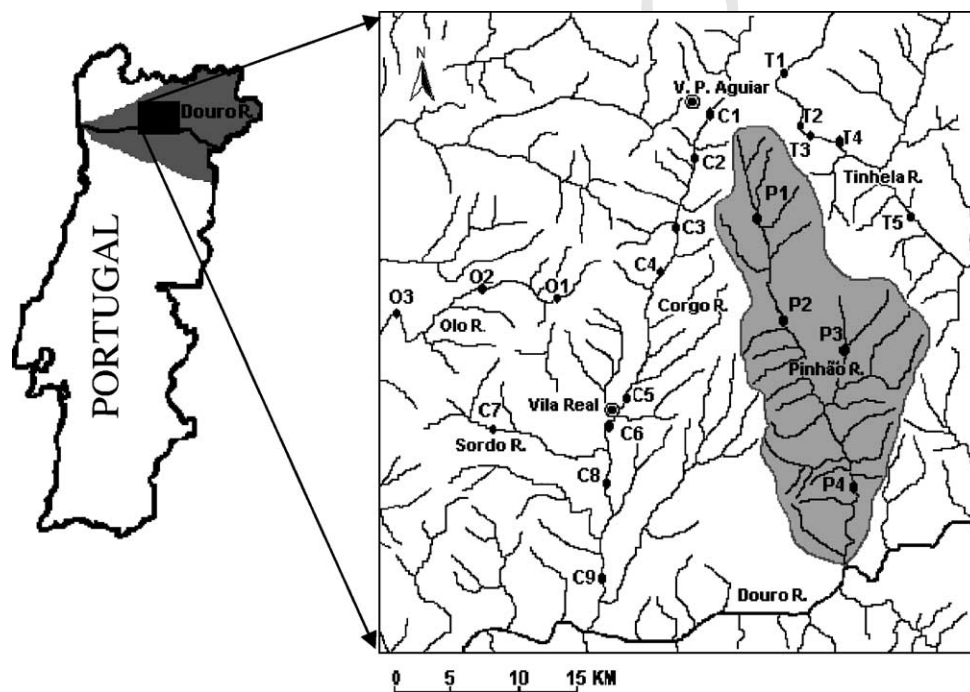 PORTUGAL
Douro R.
N
V. P. Aguiar
T1
C1
T2
T3
T4
C2
Tinhela R.
P1
T5
C3
C4
O2
O1
O3
Corgo R.
Olo R.
P2
P3
Pinhão R.
C5
Vila Real
C7
C6
Sordo R.
C8
P4
C9
Douro R.
0 5 10 15 KM